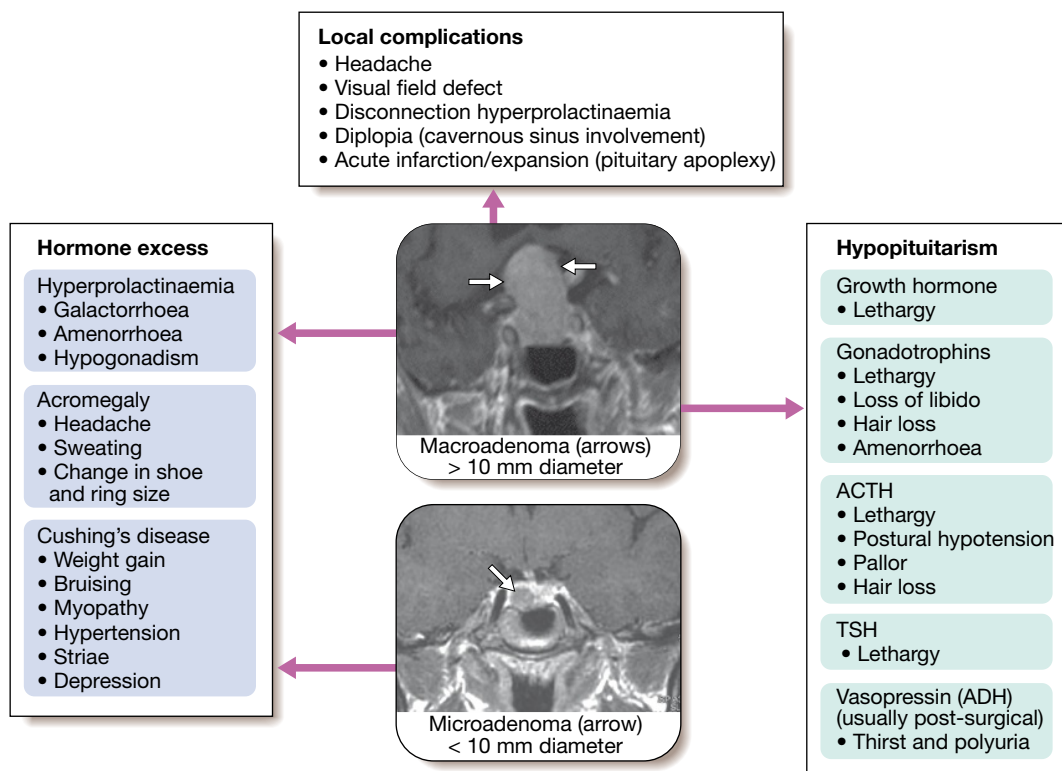 Local complications
• Headache
• Visual field defect
• Disconnection hyperprolactinaemia
• Diplopia (cavernous sinus involvement)
• Acute infarction/expansion (pituitary apoplexy)
Hormone excess
Hyperprolactinaemia
• Galactorrhoea
• Amenorrhoea
• Hypogonadism
Acromegaly
• Headache
• Sweating
• Change in shoe
and ring size
Cushing's disease
• Weight gain
• Bruising
• Myopathy
• Hypertension
• Striae
• Depression
Macroadenoma (arrows)
> 10 mm diameter
Microadenoma (arrow)
< 10 mm diameter
Hypopituitarism
Growth hormone
• Lethargy
Gonadotrophins
• Lethargy
• Loss of libido
• Hair loss
• Amenorrhoea
ACTH
• Lethargy
• Postural hypotension
• Pallor
• Hair loss
TSH
• Lethargy
Vasopressin (ADH)
(usually post-surgical)
• Thirst and polyuria